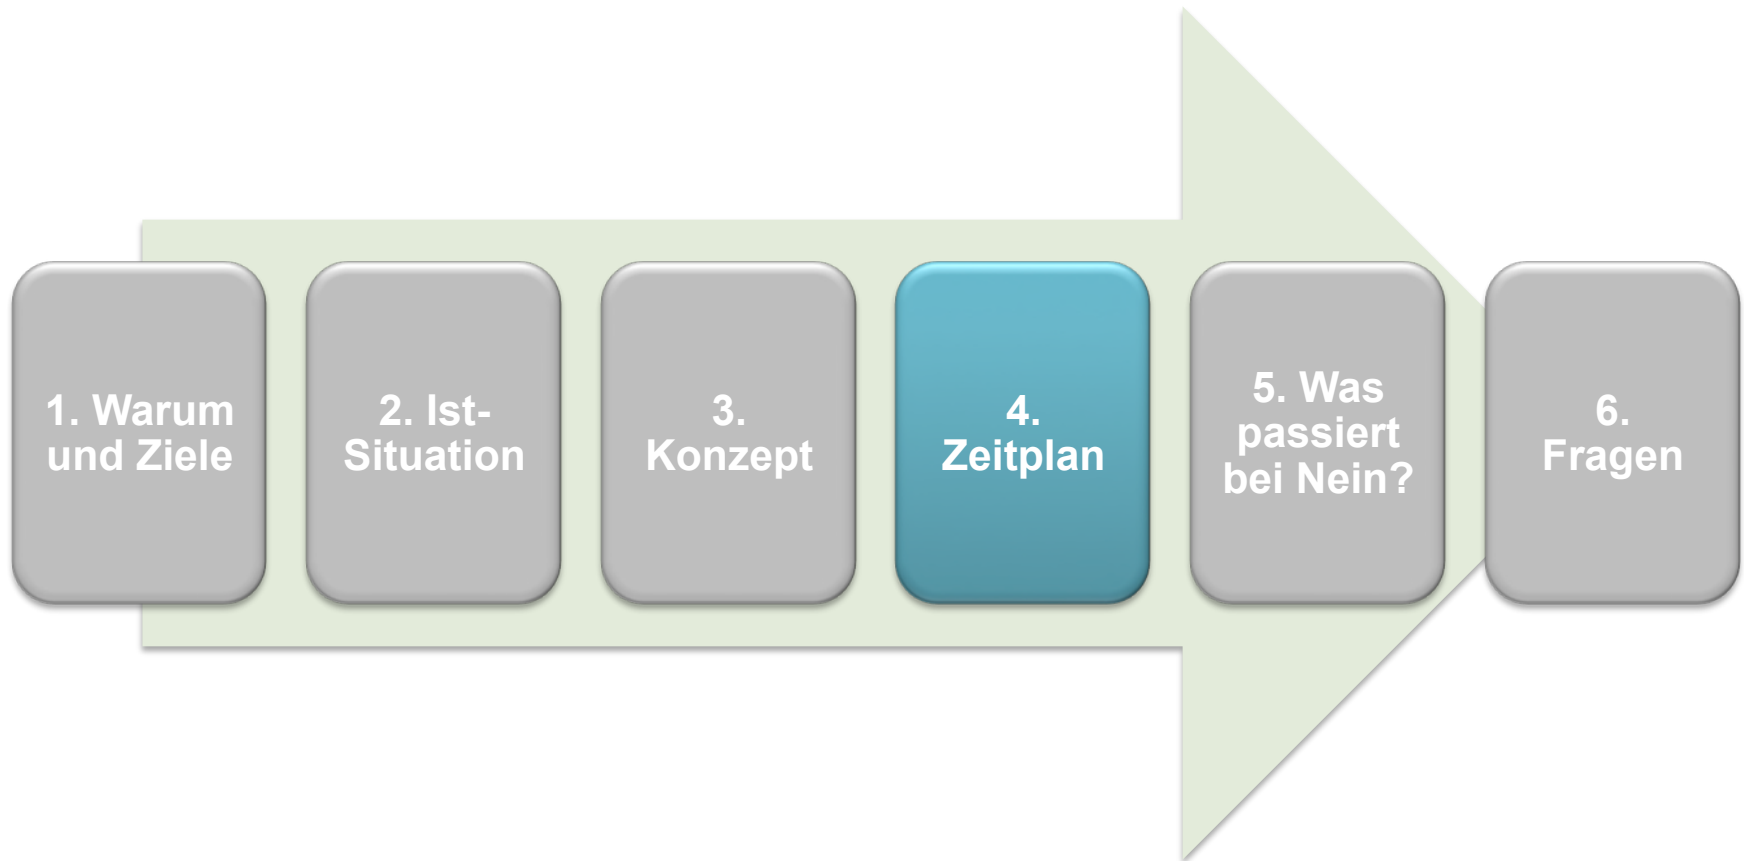 1. Warum
und Ziele
2. Ist-
Situation
3.
Konzept
4.
Zeitplan
5. Was
passiert
bei Nein?
6.
Fragen